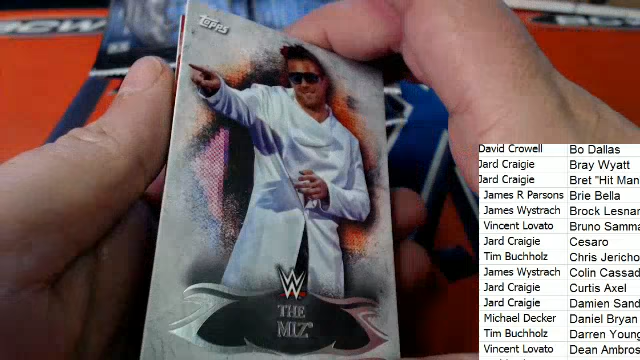 Topps
W
THE
MIZ
David Crowell Bo Dallas
Jard Craigie Bray Wyatt
Jard Craigie Bret "Hit Man
James R Parsons Brie Bella
James Wystrach Brock Lesnar
Vincent Lovato Bruno Samma
Jard Craigie Cesaro
Tim Buchholz Chris Jericho
James Wystrach Colin Cassad
Jard Craigie Curtis Axel
Jard Craigie Damien Sand
Michael Decker Daniel Bryan
Tim Buchholz Darren Young
Vincent Lovato Dean Ambros